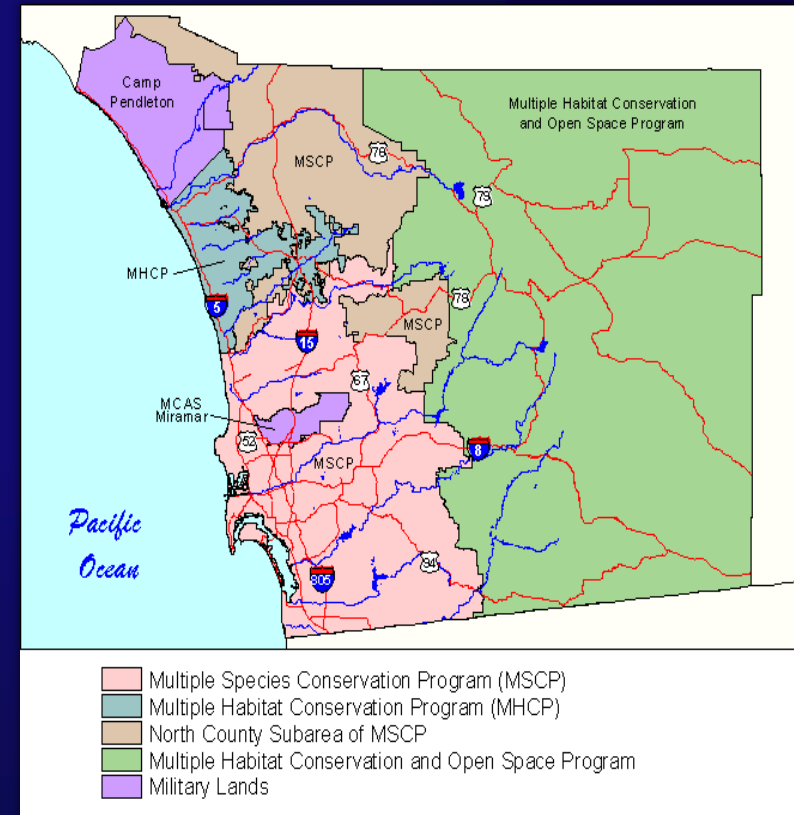 Camp
Pendleton
Multiple Habitat Conservation
and Open Space Program
MSCP
76
79
MHCP
78
5
MSCP
15
67
MCAS
Miramar
52
MSCP
8
Pacific
Ocean
94
805
Multiple Species Conservation Program (MSCP)
Multiple Habitat Conservation Program (MHCP)
North County Subarea of MSCP
Multiple Habitat Conservation and Open Space Program
Military Lands